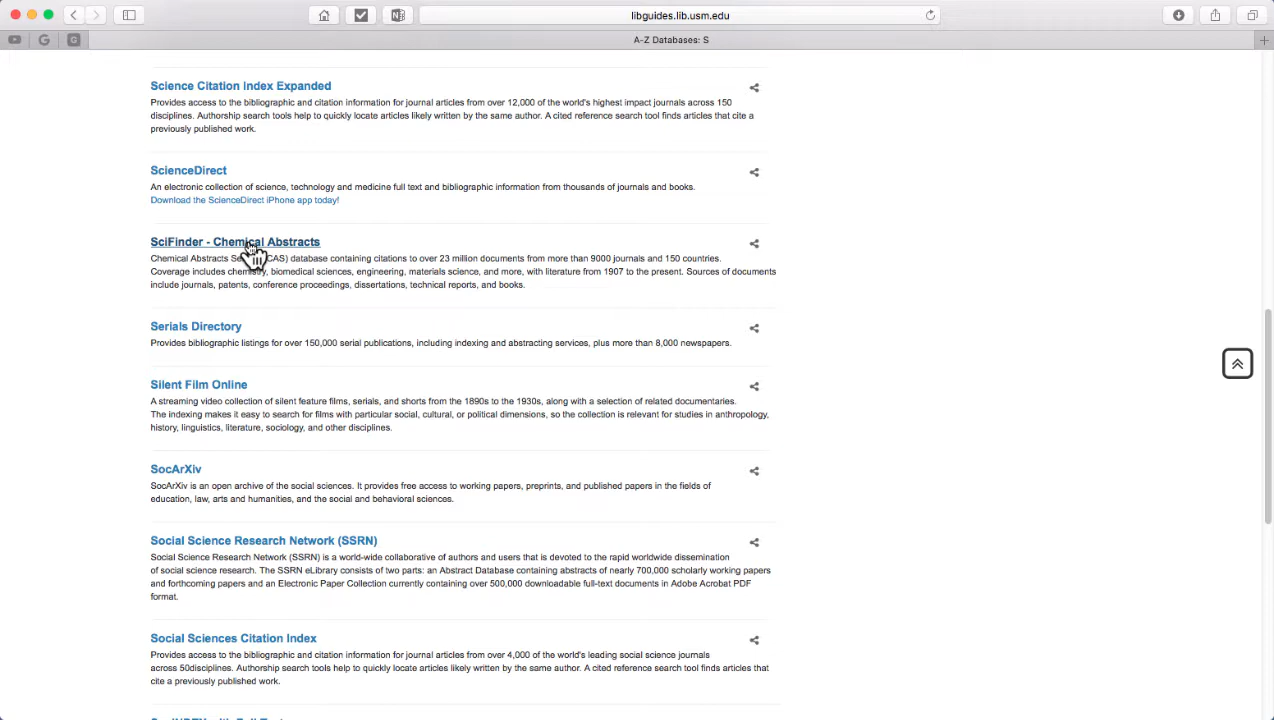 libguides.lib.usm.edu
A-Z Databases: S
Science Citation Index Expanded
Provides access to the bibliographic and citation information for journal articles from over 12,000 of the world's highest impact journals across 150
disciplines. Authorship search tools help to quickly locate articles likely written by the same author. A cited reference search tool finds articles that cite a
previously published work.
ScienceDirect
An electronic collection of science, technology and medicine full text and bibliographic information from thousands of journals and books.
Download the ScienceDirect iPhone app today!
SciFinder - Chemical Abstracts
Chemical Abstracts (CAS) database containing citations to over 23 million documents from more than 9000 journals and 150 countries.
Coverage includes chemistry, biomedical sciences, engineering, materials science, and more, with literature from 1907 to the present. Sources of documents
include journals, patents, conference proceedings, dissertations, technical reports, and books.
Serials Directory
Provides bibliographic listings for over 150,000 serial publications, including indexing and abstracting services, plus more than 8,000 newspapers.
Silent Film Online
A streaming video collection of silent feature films, serials, and shorts from the 1890s to the 1930s, along with a selection of related documentaries.
The indexing makes it easy to search for films with particular social, cultural, or political dimensions, so the collection is relevant for studies in anthropology,
history, linguistics, literature, sociology, and other disciplines.
SocArXiv
SocArXiv is an open archive of the social sciences. It provides free access to working papers, preprints, and published papers in the fields of
education, law, arts and humanities, and the social and behavioral sciences.
Social Science Research Network (SSRN)
Social Science Research Network (SSRN) is a world-wide collaborative of authors and users that is devoted to the rapid worldwide dissemination
of social science research. The SSRN eLibrary consists of two parts: an Abstract Database containing abstracts of nearly 700,000 scholarly working papers
and forthcoming papers and an Electronic Paper Collection currently containing over 500,000 downloadable full-text documents in Adobe Acrobat PDF
format.
Social Sciences Citation Index
Provides access to the bibliographic and citation information for journal articles from over 4,000 of the world's leading social science journals
across 50disciplines. Authorship search tools help to quickly locate articles likely written by the same author. A cited reference search tool finds articles that
cite a previously published work.